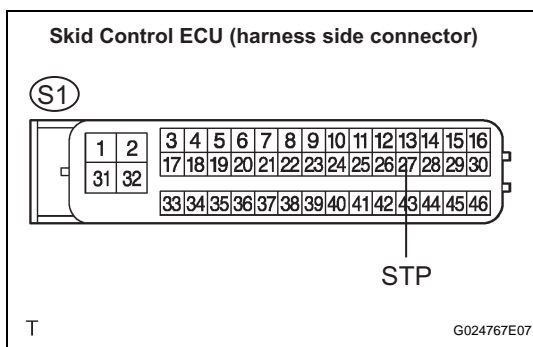 Skid Control ECU (harness side connector)
S1
1 2 3 4 5 6 7 8 9 10 11 12 13 14 15 16
17 18 19 20 21 22 23 24 25 26 27 28 29 30
31 32
33 34 35 36 37 38 39 40 41 42 43 44 45 46
STP
T G024767E07